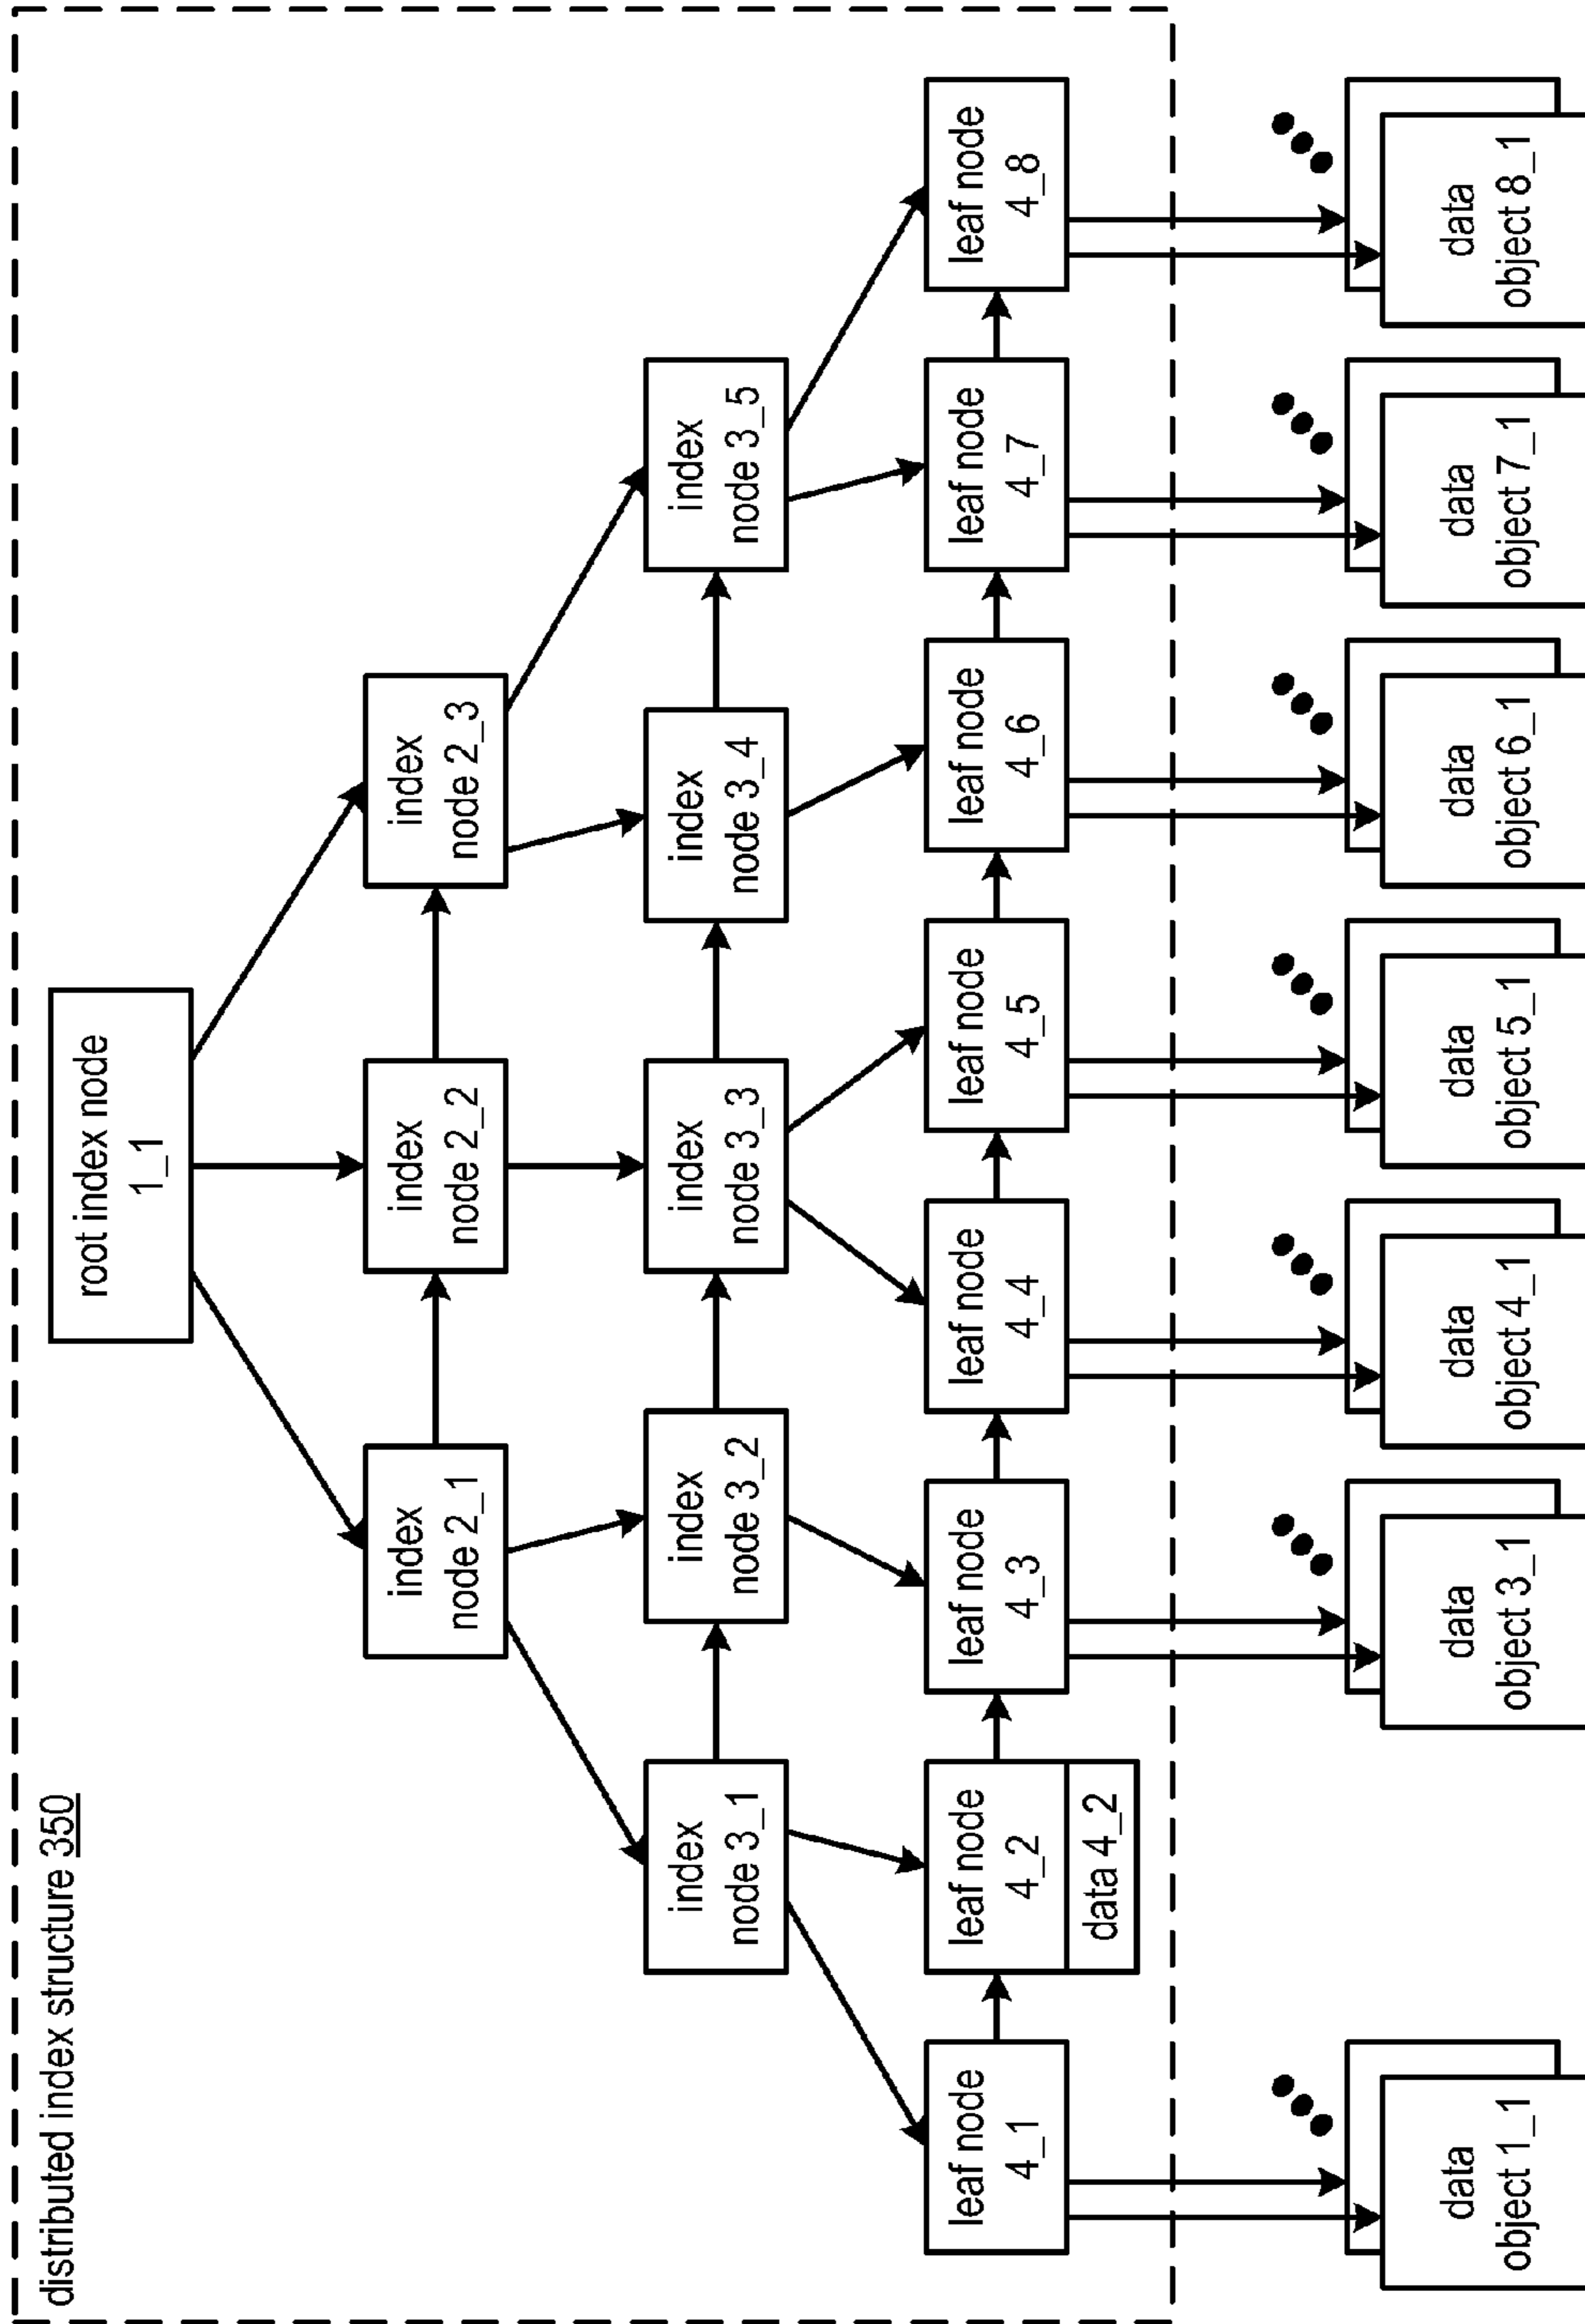 distributed index structure 350
root index node
1_1
index
node 2_1
index
node 2_2
index
node 2_3
index
node 3_1
index
node 3_2
index
node 3_3
index
node 3_4
index
node 3_5
leaf node
4_1
leaf node
4_2
data 4_2
leaf node
4_3
leaf node
4_4
leaf node
4_5
leaf node
4_6
leaf node
4_7
leaf node
4_8
data
object 1_1
data
object 3_1
data
object 4_1
data
object 5_1
data
object 6_1
data
object 7_1
data
object 8_1